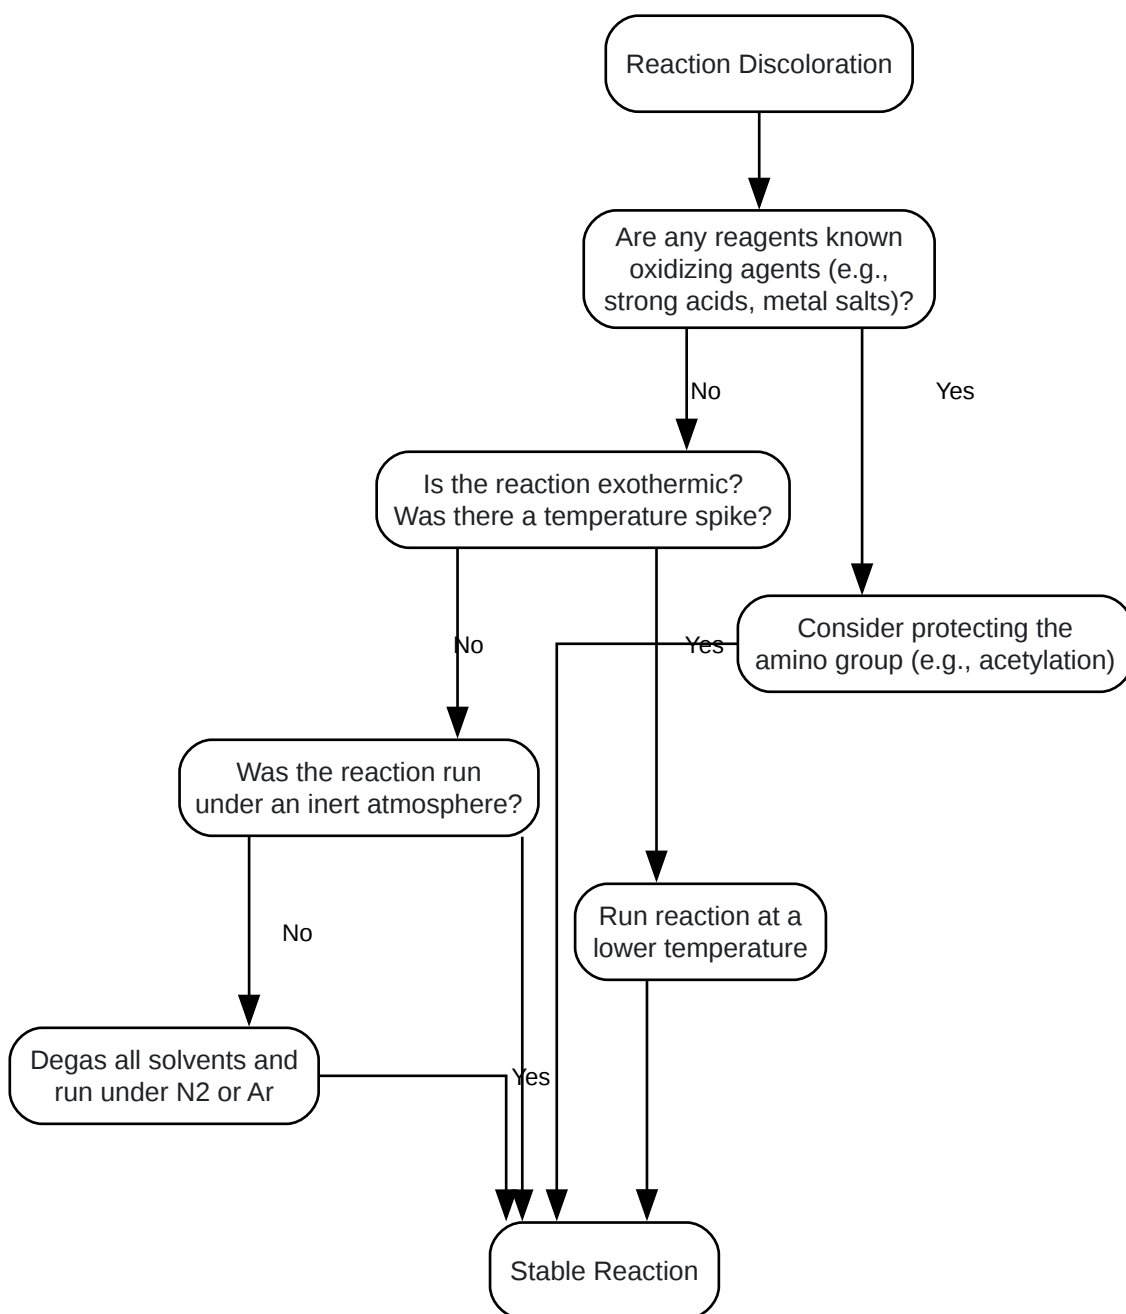 Reaction Discoloration
Are any reagents known
oxidizing agents (e.g.,
strong acids, metal salts)?
No
Yes
Is the reaction exothermic?
Was there a temperature spike?
No
Yes
Consider protecting the
amino group (e.g., acetylation)
Was the reaction run
under an inert atmosphere?
No
Run reaction at a
lower temperature
Degas all solvents and
run under N2 or Ar
Yes
Stable Reaction